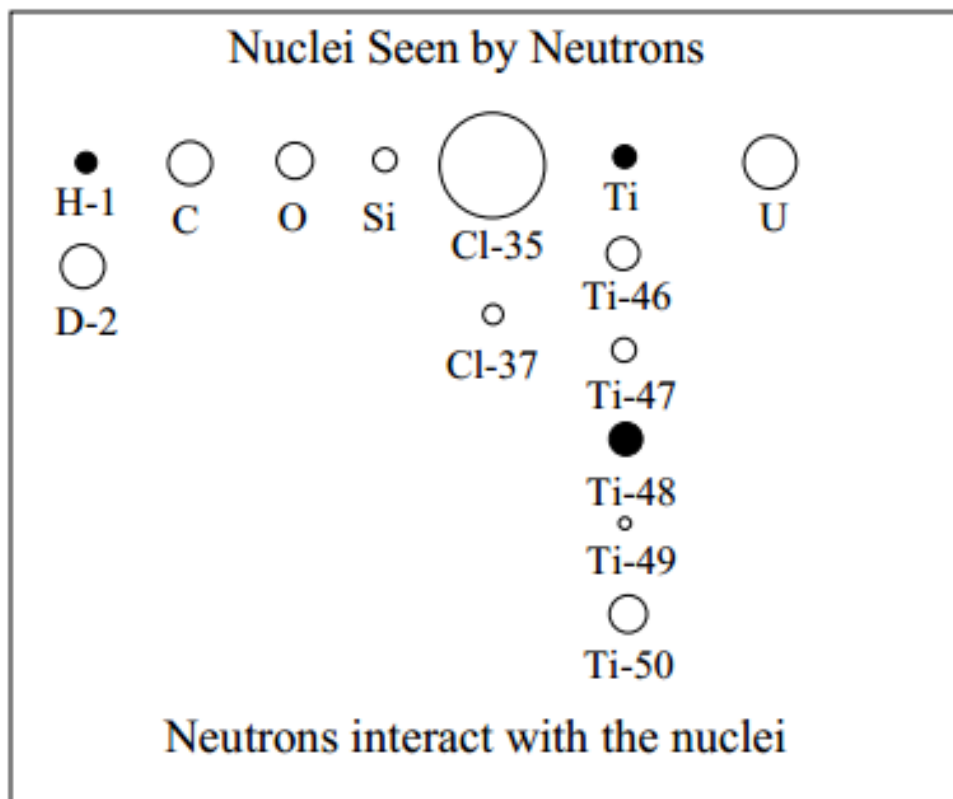 Nuclei Seen by Neutrons
H-1
C
O
Si
Cl-35
Ti
U
D-2
Cl-37
Ti-46
Ti-47
Ti-48
Ti-49
Ti-50
Neutrons interact with the nuclei